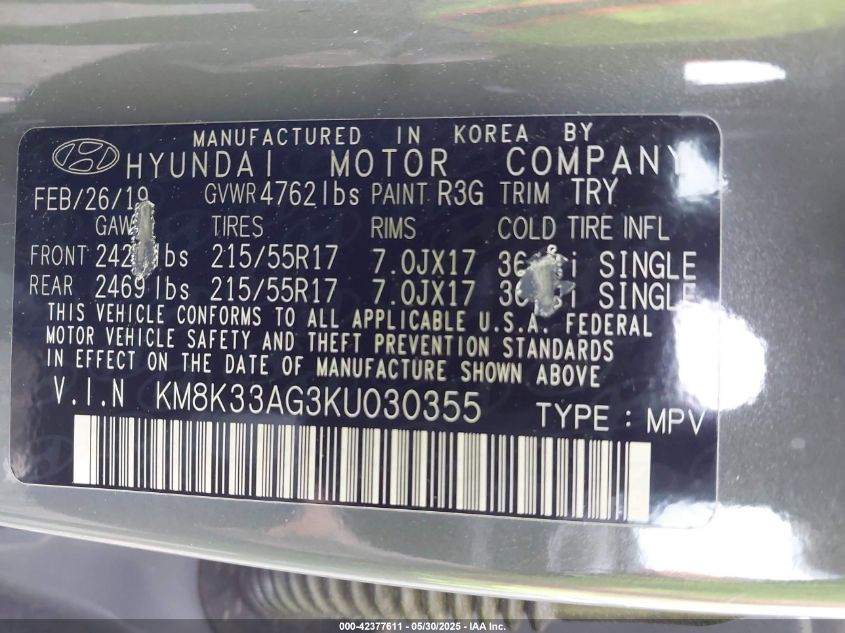 MANUFACTURED IN KOREA BY
HYUNDAI MOTOR COMPANY
FEB/26/19 GVWR 4762lbs PAINT R3G TRIM TRY
TIRES RIMS COLD TIRE INFL
FRONT 215/55R17 7.0JX17 SINGLE
REAR 2469 lbs 215/55R17 7.0JX17 SINGLE
THIS VEHICLE CONFORMS TO ALL APPLICABLE U.S.A. FEDERAL
MOTOR VEHICLE SAFETY AND THEFT PREVENTION STANDARDS
IN EFFECT ON THE DATE OF MANUFACTURE SHOWN ABOVE
V.I.N KM8K33AG3KU030355 TYPE : MPV
000-42377611 - 05/30/2025 - IAA Inc.